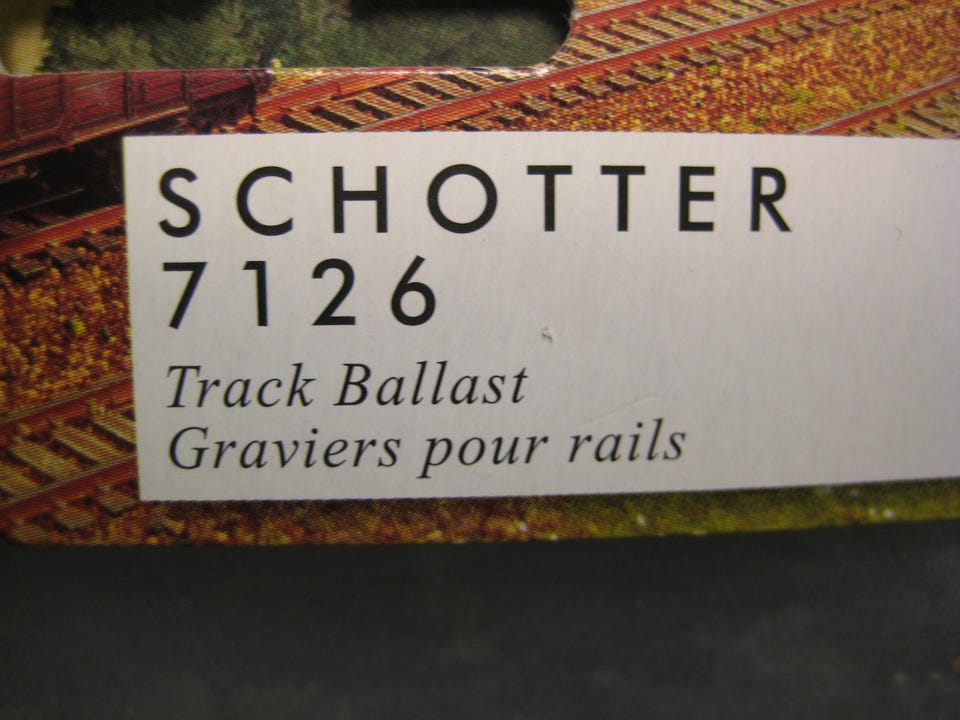 SCHOTTER
7126
Track Ballast
Graviers pour rails